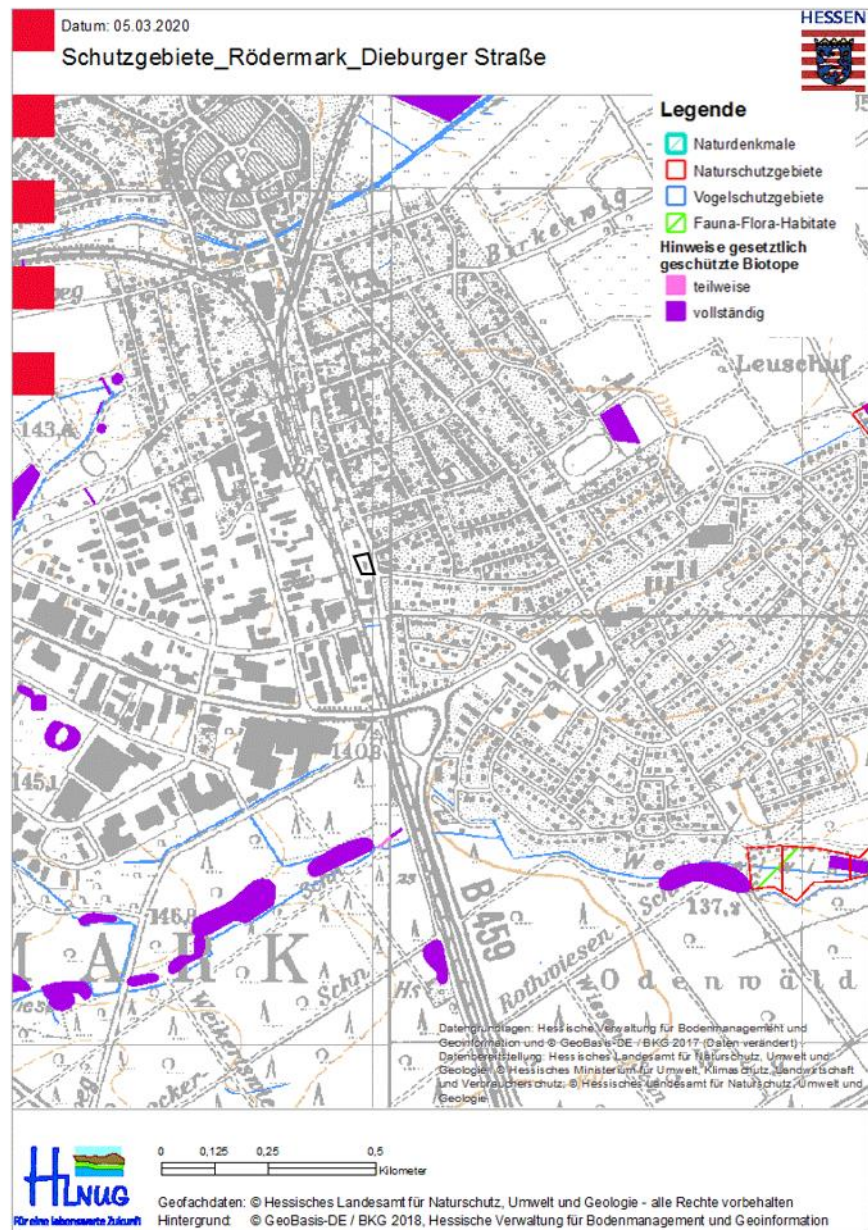 Datum: 05.03.2020
Schutzgebiete_Rödermark_Dieburger Straße
HESSEN
Legende
Naturdenkmale
Naturschutzgebiete
Vogelschutzgebiete
Fauna-Flora-Habitate
Hinweise gesetzlich
geschützte Biotope
teilweise
vollständig
Birkenweg
Leuschuf
143,
140,
145,1
146,
B 459
137,
M A R K
Schn
Rothwiesen
Odenwäld
Datengrundlagen: Hessische Verwaltung für Bodenmanagement und
Geoinformation und © GeoBasis-DE / BKG 2017 (Daten verändert)
Datenbereitstellung: Hessisches Landesamt für Naturschutz, Umwelt und
Geologie; © Hessisches Ministerium für Umwelt, Klimaschutz, Landwirtschaft
und Verbraucherschutz; © Hessisches Landesamt für Naturschutz, Umwelt und
Geologie
HLNUG
Für eine lebenswerte Zukunft
0 0,125 0,25 0,5
Kilometer
Geofachdaten: © Hessisches Landesamt für Naturschutz, Umwelt und Geologie - alle Rechte vorbehalten
Hintergrund: © GeoBasis-DE / BKG 2018, Hessische Verwaltung für Bodenmanagement und Geoinformation